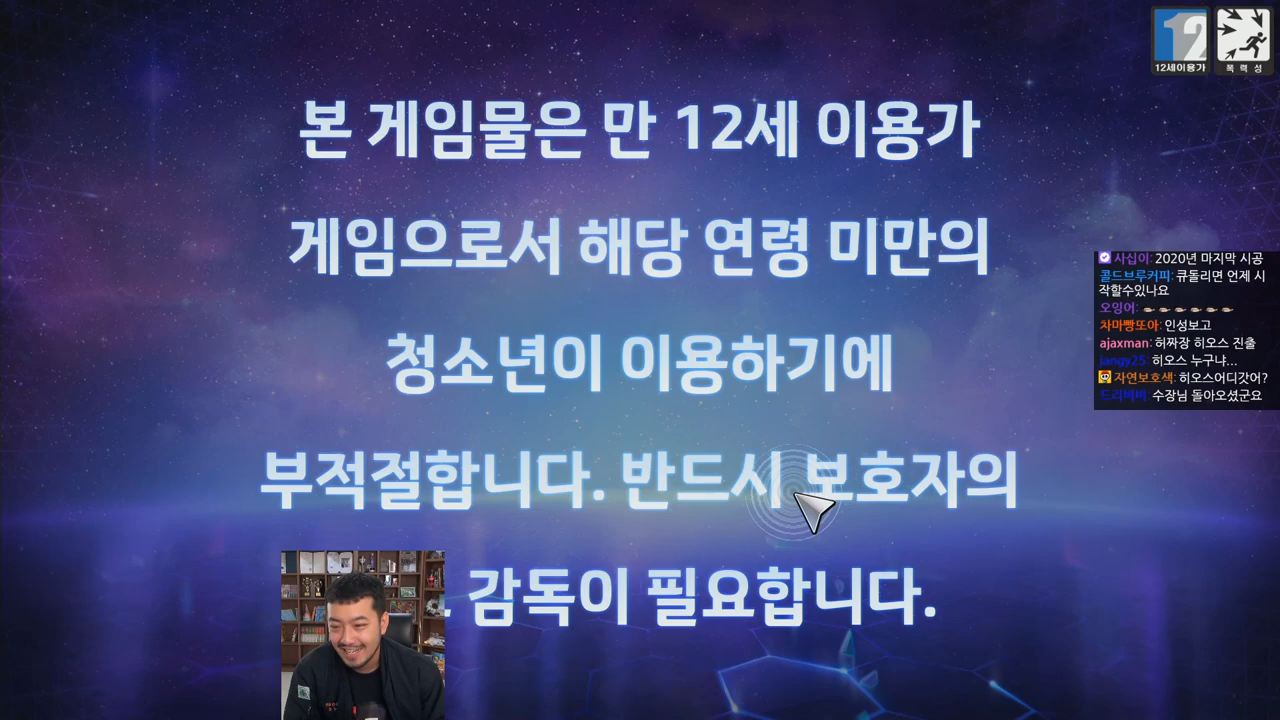 12세이용가
폭력성
본 게임물은 만 12세 이용가
게임으로서 해당 연령 미만의
청소년이 이용하기에
부적절합니다. 반드시 보호자의
감독이 필요합니다.
사십이: 2020년 마지막 시공
콜드브루커피: 큐돌리면 언제 시
작할수있나요
오잉어:
차마빵또아: 인성보고
ajaxman: 허짜장 히오스 진출
jangy25: 히오스 누구냐...
자연보호색: 히오스어디갓어?
드리버버: 수장님 돌아오셨군요